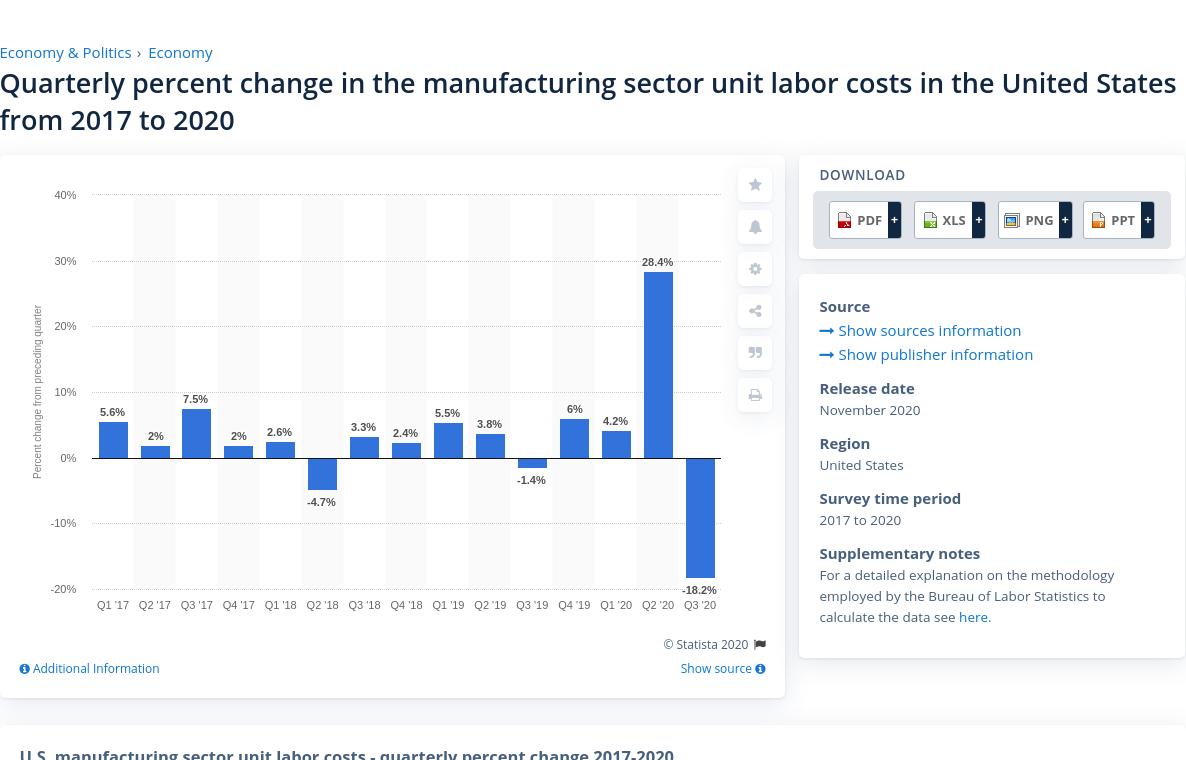 Economy & Politics › Economy
Quarterly percent change in the manufacturing sector unit labor costs in the United States
from 2017 to 2020
40%
30%
20%
10%
0%
-10%
-20%
Percent change from preceding quarter
5.6%
2%
7.5%
2%
2.6%
-4.7%
3.3%
2.4%
5.5%
3.8%
-1.4%
6%
4.2%
28.4%
-18.2%
Q1 '17 Q2 '17 Q3 '17 Q4 '17 Q1 '18 Q2 '18 Q3 '18 Q4 '18 Q1 '19 Q2 '19 Q3 '19 Q4 '19 Q1 '20 Q2 '20 Q3 '20
© Statista 2020
Additional Information
Show source
DOWNLOAD
PDF + XLS + PNG + PPT +
Source
Show sources information
Show publisher information
Release date
November 2020
Region
United States
Survey time period
2017 to 2020
Supplementary notes
For a detailed explanation on the methodology
employed by the Bureau of Labor Statistics to
calculate the data see here.
U.S. manufacturing sector unit labor costs - quarterly percent change 2017-2020